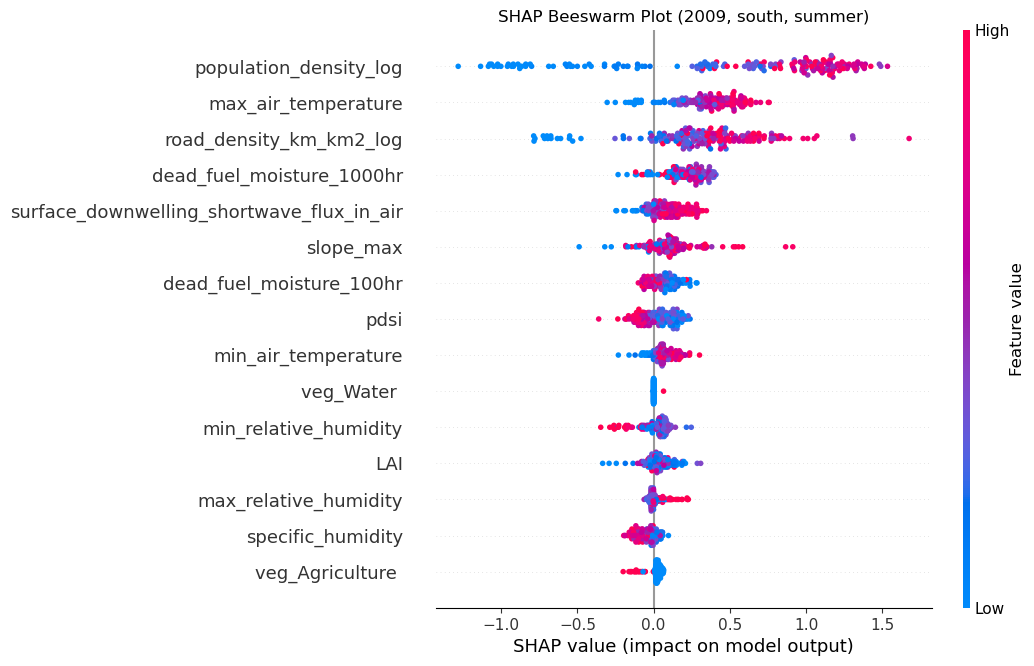 SHAP Beeswarm Plot (2009, south, summer)
population_density_log
max_air_temperature
road_density_km_km2_log
dead_fuel_moisture_1000hr
surface_downwelling_shortwave_flux_in_air
slope_max
dead_fuel_moisture_100hr
pdsi
min_air_temperature
veg_Water
min_relative_humidity
LAI
max_relative_humidity
specific_humidity
veg_Agriculture
−1.0 −0.5 0.0 0.5 1.0 1.5
SHAP value (impact on model output)
High
Feature value
Low